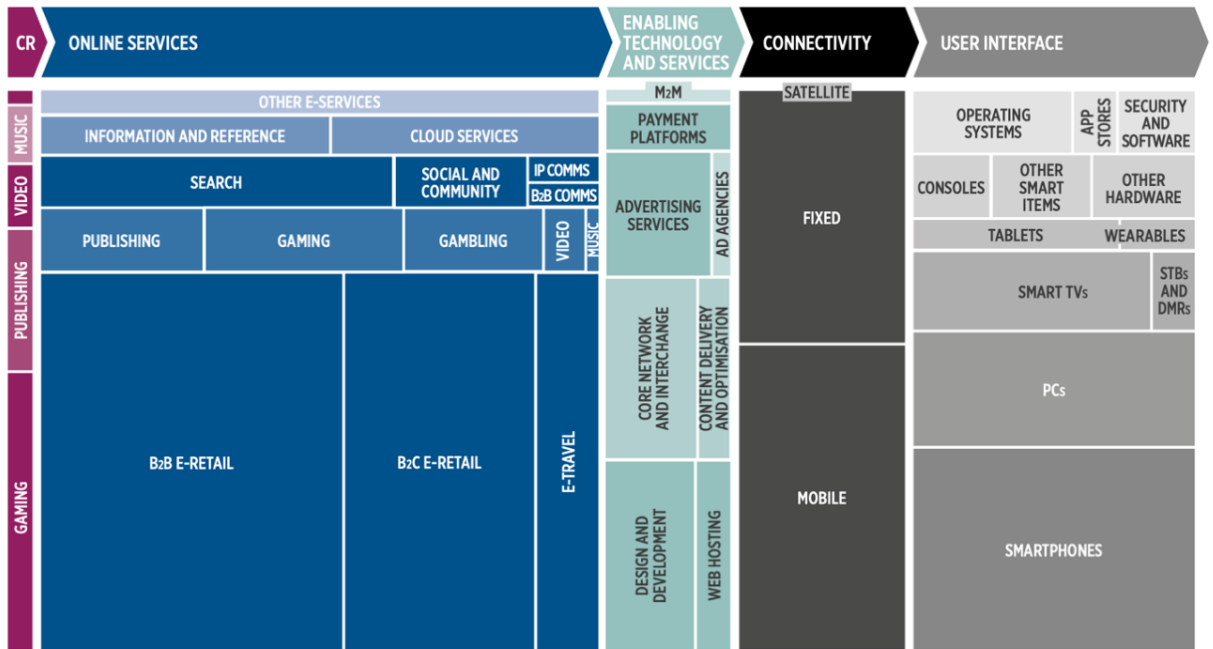 CR
ONLINE SERVICES
ENABLING
TECHNOLOGY
AND SERVICES
CONNECTIVITY
USER INTERFACE
MUSIC
VIDEO
PUBLISHING
GAMING
OTHER E-SERVICES
INFORMATION AND REFERENCE
CLOUD SERVICES
SEARCH
SOCIAL AND
COMMUNITY
IP COMMS
B2B COMMS
PUBLISHING
GAMING
GAMBLING
VIDEO
MUSIC
B2B E-RETAIL
B2C E-RETAIL
E-TRAVEL
M2M
PAYMENT
PLATFORMS
ADVERTISING
SERVICES
AD AGENCIES
CORE NETWORK
AND INTERCHANGE
CONTENT DELIVERY
AND OPTIMISATION
DESIGN AND
DEVELOPMENT
WEB HOSTING
SATELLITE
FIXED
MOBILE
OPERATING
SYSTEMS
APP
STORES
SECURITY
AND
SOFTWARE
CONSOLES
OTHER
SMART
ITEMS
OTHER
HARDWARE
TABLETS
WEARABLES
SMART TVs
STBs
AND
DMRs
PCs
SMARTPHONES